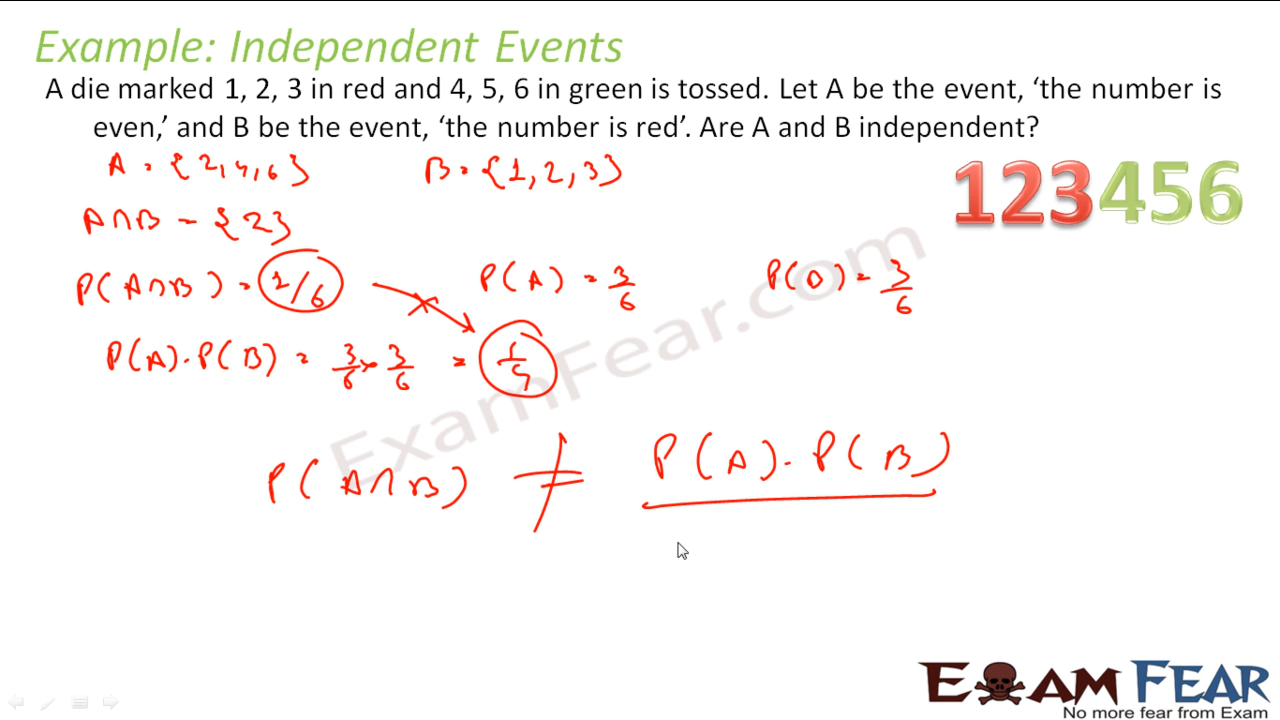 Example: Independent Events
A die marked 1, 2, 3 in red and 4, 5, 6 in green is tossed. Let A be the event, ‘the number is
even,’ and B be the event, ‘the number is red’. Are A and B independent?
A = {2,4,6} B = {1,2,3}
123456
A∩B = {2}
P(A∩B) = 1/6 P(A) = 3/6 P(B) = 3/6
P(A).P(B) = 3/6 x 3/6 = 1/4
P(A∩B) ≠ P(A).P(B)
ExamFear.com
EXAM FEAR
No more fear from Exam